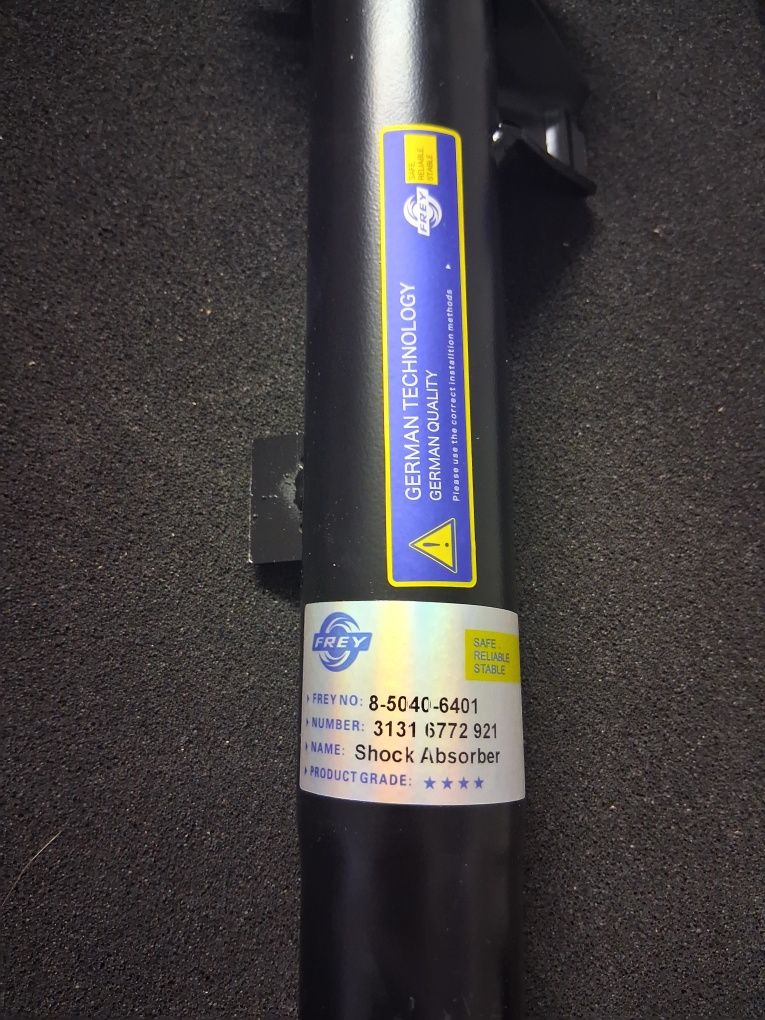 SAFE
RELIABLE
STABLE
FREY
GERMAN TECHNOLOGY
GERMAN QUALITY
Please use the correct installtion methods
FREY
SAFE
RELIABLE
STABLE
FREY NO: 8-5040-6401
NUMBER: 3131 6772 921
NAME: Shock Absorber
PRODUCT GRADE: ★★★★